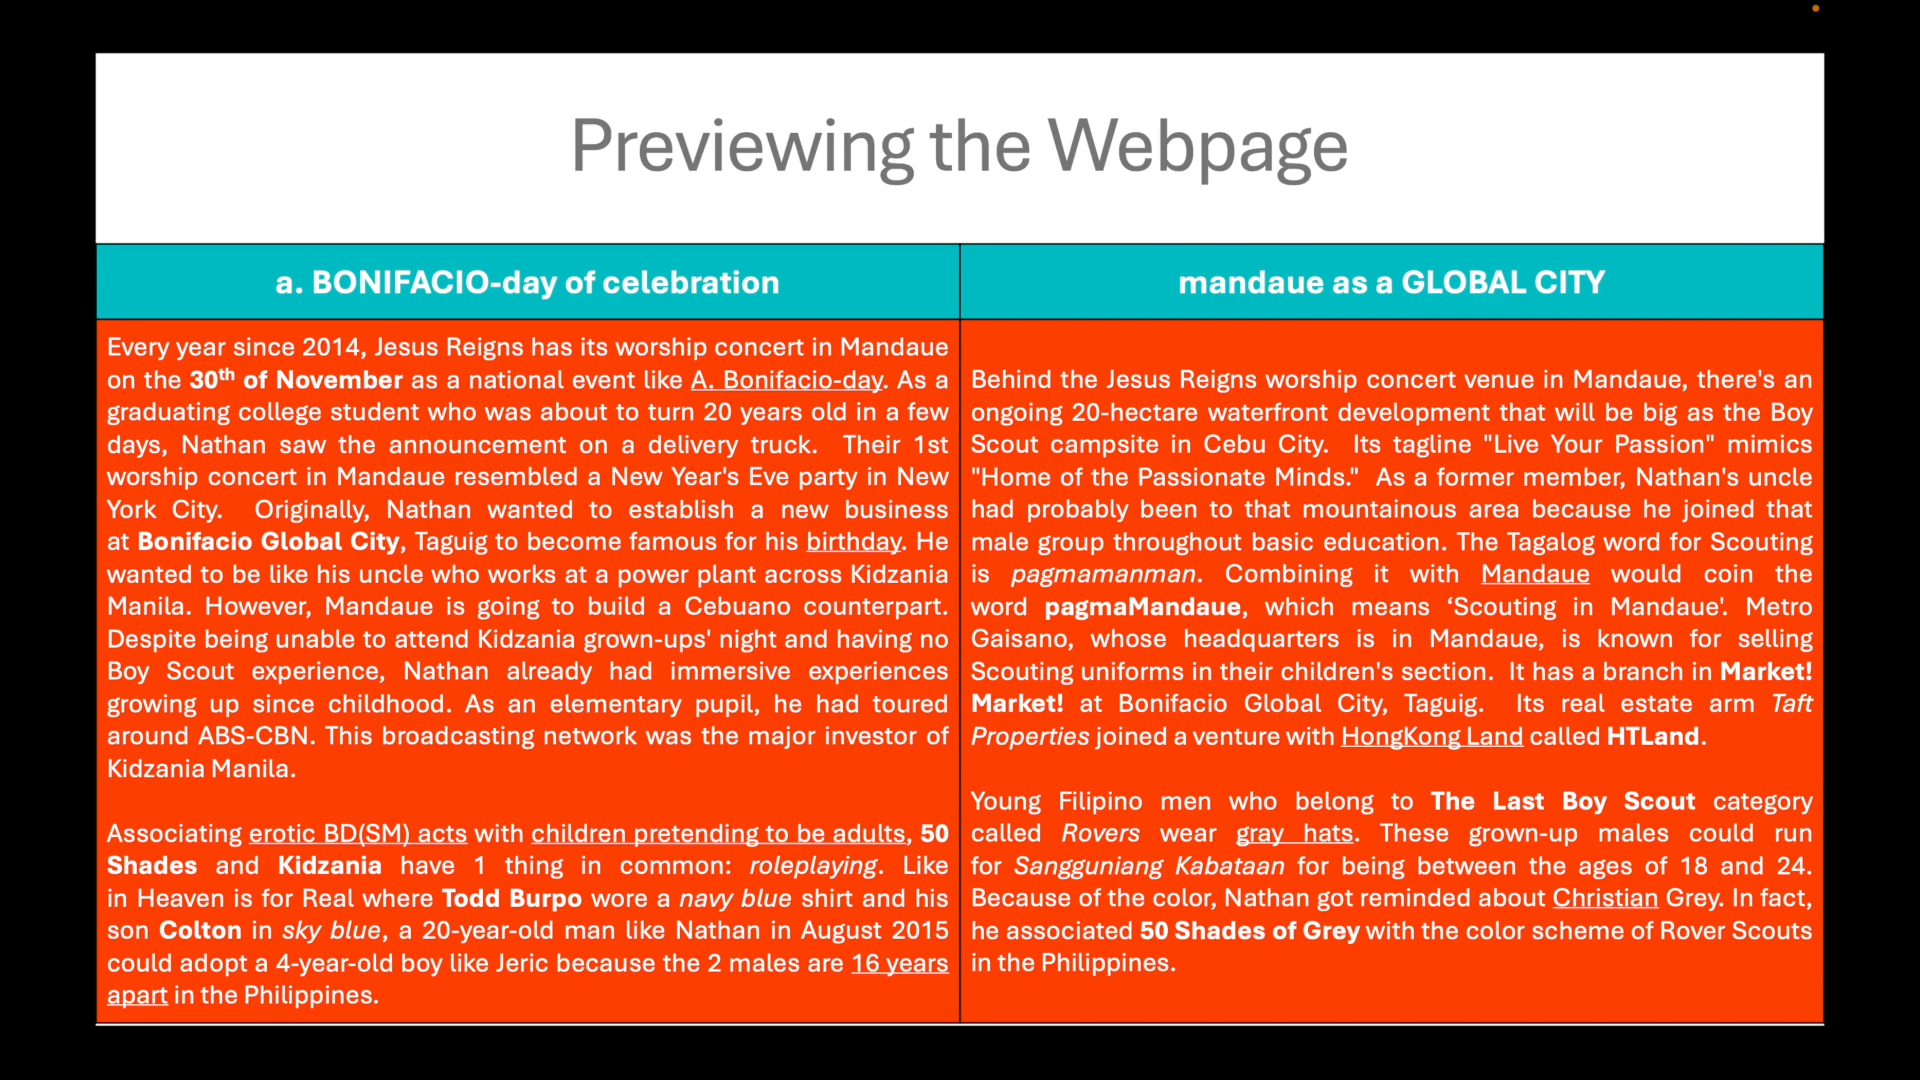 Previewing the Webpage
a. BONIFACIO-day of celebration
Every year since 2014, Jesus Reigns has its worship concert in Mandaue
on the 30th of November as a national event like A. Bonifacio-day. As a
graduating college student who was about to turn 20 years old in a few
days, Nathan saw the announcement on a delivery truck. Their 1st
worship concert in Mandaue resembled a New Year's Eve party in New
York City. Originally, Nathan wanted to establish a new business
at Bonifacio Global City, Taguig to become famous for his birthday. He
wanted to be like his uncle who works at a power plant across Kidzania
Manila. However, Mandaue is going to build a Cebuano counterpart.
Despite being unable to attend Kidzania grown-ups' night and having no
Boy Scout experience, Nathan already had immersive experiences
growing up since childhood. As an elementary pupil, he had toured
around ABS-CBN. This broadcasting network was the major investor of
Kidzania Manila.
Associating erotic BD(SM) acts with children pretending to be adults, 50
Shades and Kidzania have 1 thing in common: roleplaying. Like
in Heaven is for Real where Todd Burpo wore a navy blue shirt and his
son Colton in sky blue, a 20-year-old man like Nathan in August 2015
could adopt a 4-year-old boy like Jeric because the 2 males are 16 years
apart in the Philippines.
mandaue as a GLOBAL CITY
Behind the Jesus Reigns worship concert venue in Mandaue, there's an
ongoing 20-hectare waterfront development that will be big as the Boy
Scout campsite in Cebu City. Its tagline "Live Your Passion" mimics
"Home of the Passionate Minds." As a former member, Nathan's uncle
had probably been to that mountainous area because he joined that
male group throughout basic education. The Tagalog word for Scouting
is pagmamanman. Combining it with Mandaue would coin the
word pagmaMandaue, which means ‘Scouting in Mandaue’. Metro
Gaisano, whose headquarters is in Mandaue, is known for selling
Scouting uniforms in their children's section. It has a branch in Market!
Market! at Bonifacio Global City, Taguig. Its real estate arm Taft
Properties joined a venture with HongKong Land called HTLand.
Young Filipino men who belong to The Last Boy Scout category
called Rovers wear gray hats. These grown-up males could run
for Sangguniang Kabataan for being between the ages of 18 and 24.
Because of the color, Nathan got reminded about Christian Grey. In fact,
he associated 50 Shades of Grey with the color scheme of Rover Scouts
in the Philippines.